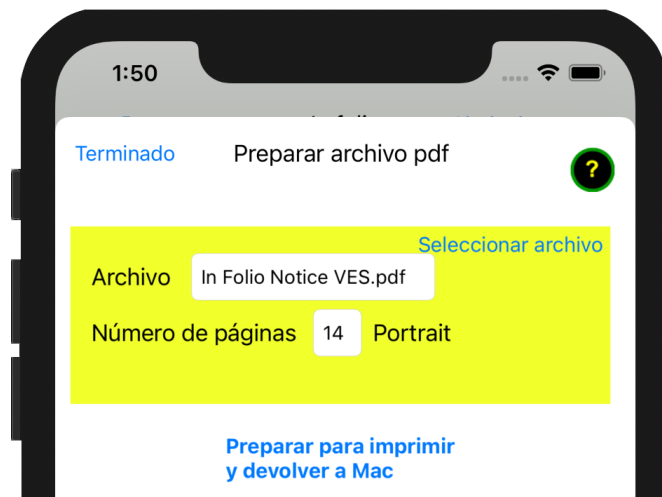 1:50
Terminado Preparar archivo pdf ?
Seleccionar archivo
Archivo In Folio Notice VES.pdf
Número de páginas 14 Portrait
Preparar para imprimir
y devolver a Mac